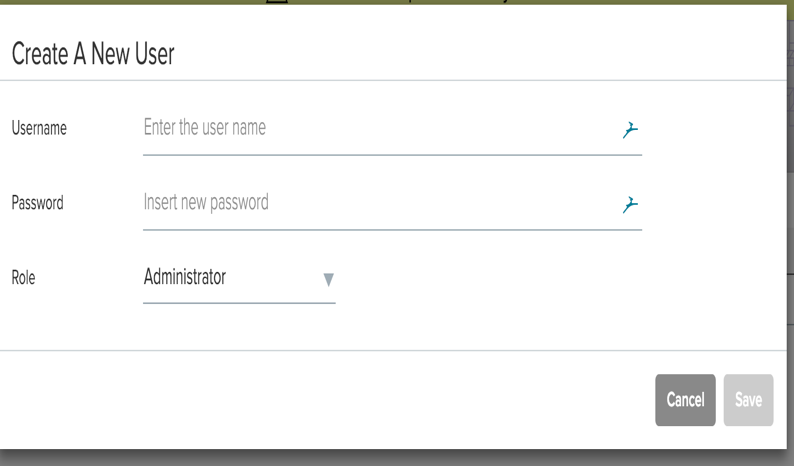 Create A New User
Username Enter the user name
Password Insert new password
Role Administrator
Cancel Save